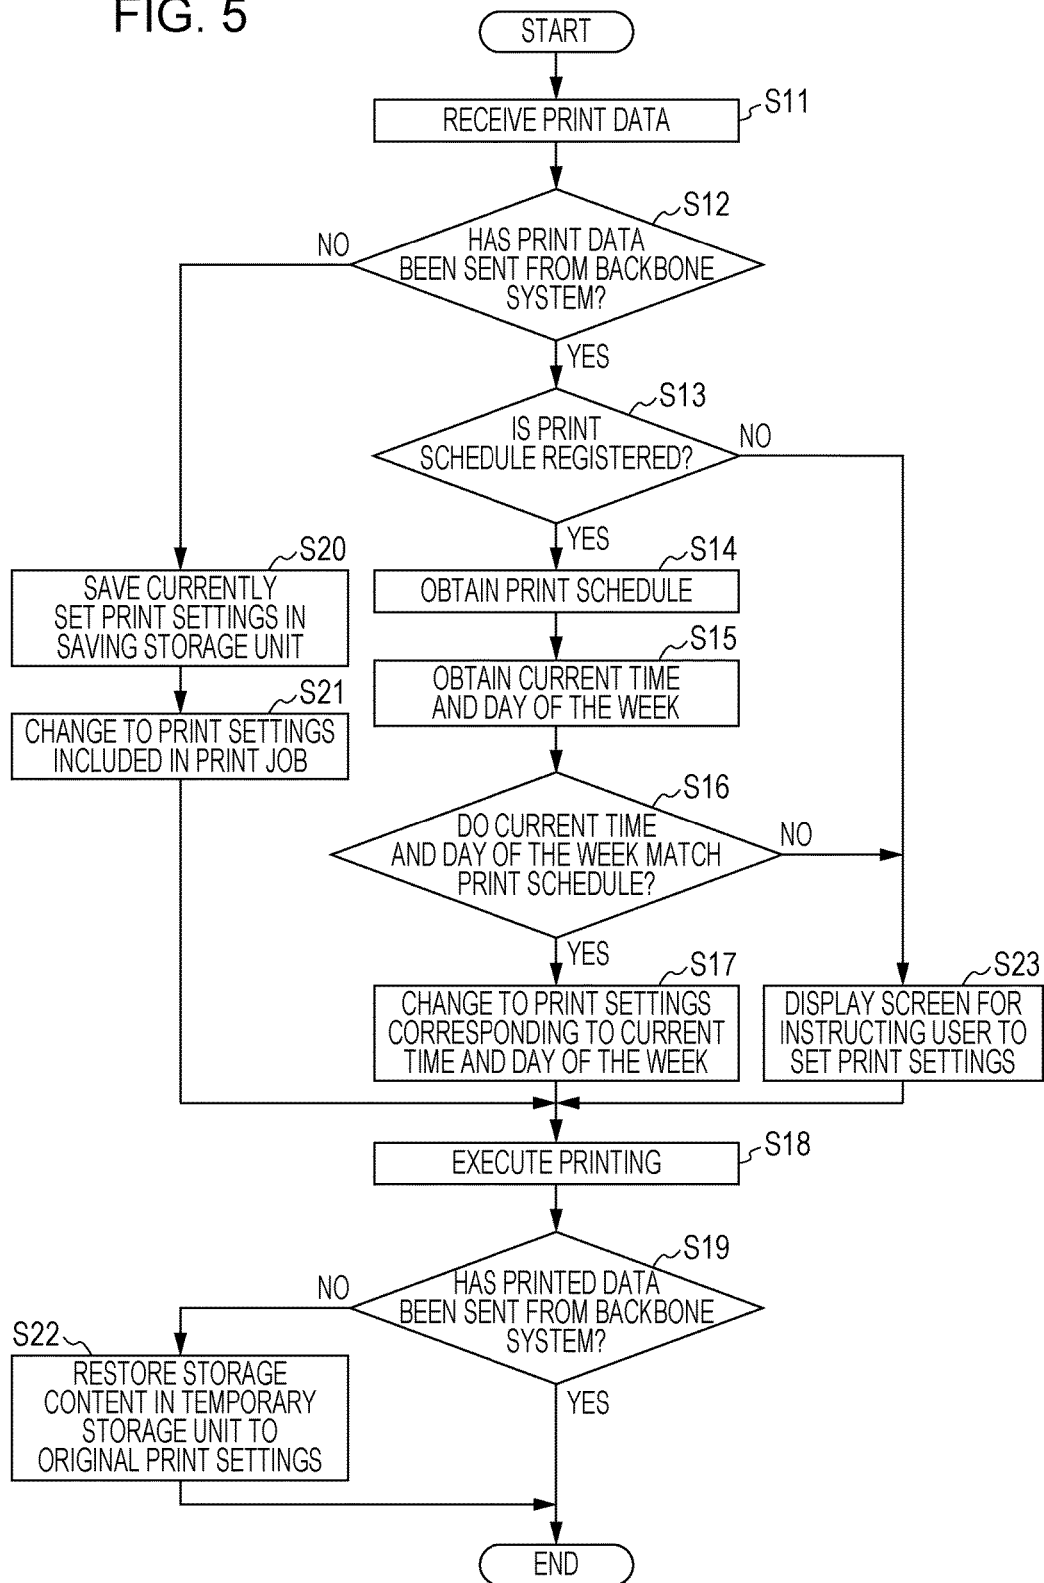 FIG. 5
START
RECEIVE PRINT DATA
S11
S12
HAS PRINT DATA
BEEN SENT FROM BACKBONE
SYSTEM?
NO
YES
S13
IS PRINT
SCHEDULE REGISTERED?
NO
YES
S20
SAVE CURRENTLY
SET PRINT SETTINGS IN
SAVING STORAGE UNIT
S14
OBTAIN PRINT SCHEDULE
S15
OBTAIN CURRENT TIME
AND DAY OF THE WEEK
S21
CHANGE TO PRINT SETTINGS
INCLUDED IN PRINT JOB
S16
DO CURRENT TIME
AND DAY OF THE WEEK MATCH
PRINT SCHEDULE?
NO
YES
S17
CHANGE TO PRINT SETTINGS
CORRESPONDING TO CURRENT
TIME AND DAY OF THE WEEK
S23
DISPLAY SCREEN FOR
INSTRUCTING USER TO
SET PRINT SETTINGS
EXECUTE PRINTING
S18
S19
HAS PRINTED DATA
BEEN SENT FROM BACKBONE
SYSTEM?
NO
YES
S22
RESTORE STORAGE
CONTENT IN TEMPORARY
STORAGE UNIT TO
ORIGINAL PRINT SETTINGS
END